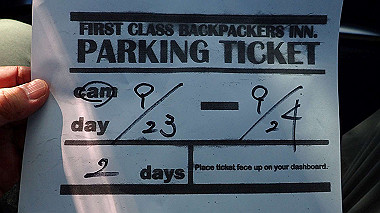 FIRST CLASS BACKPACKERS INN.
PARKING TICKET
cam 9/23 — 9/24
day
2 days
Place ticket face up on your dashboard.